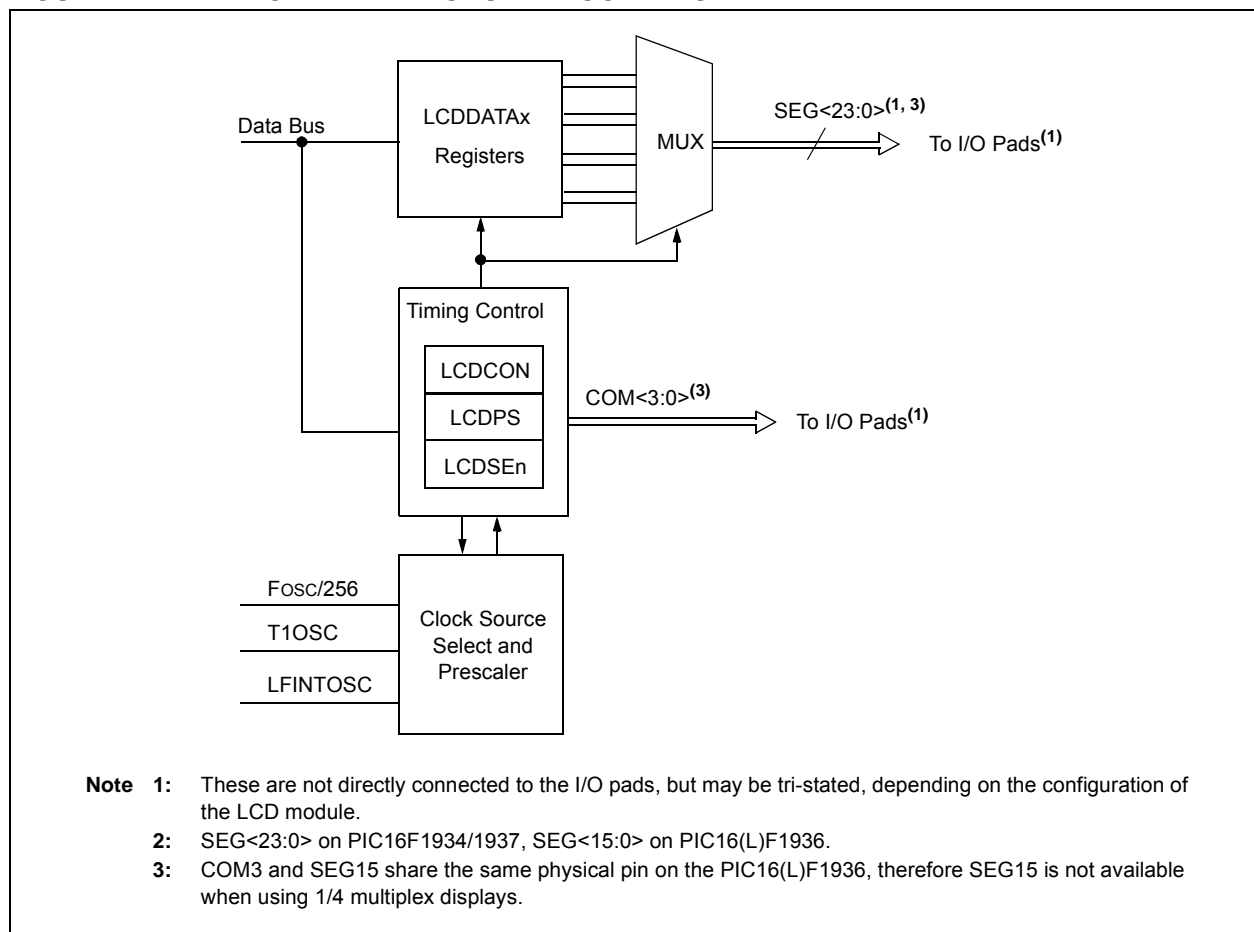 LCDDATAx
Registers
Data Bus
MUX
SEG<23:0>(1, 3)
To I/O Pads(1)
Timing Control
LCDCON
LCDPS
LCDSEn
COM<3:0>(3)
To I/O Pads(1)
FOSC/256
T1OSC
LFINTOSC
Clock Source
Select and
Prescaler
Note 1: These are not directly connected to the I/O pads, but may be tri-stated, depending on the configuration of
the LCD module.
2: SEG<23:0> on PIC16F1934/1937, SEG<15:0> on PIC16(L)F1936.
3: COM3 and SEG15 share the same physical pin on the PIC16(L)F1936, therefore SEG15 is not available
when using 1/4 multiplex displays.